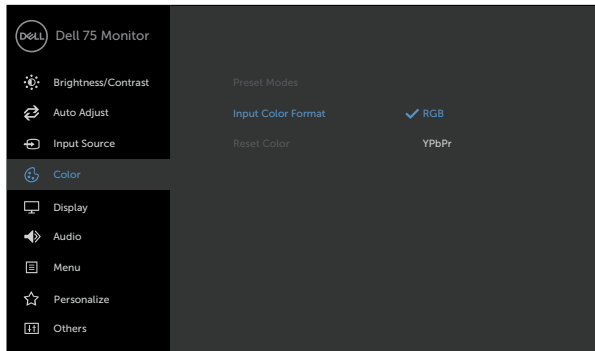 DELL Dell 75 Monitor
Brightness/Contrast
Preset Modes
Auto Adjust
Input Color Format
RGB
Input Source
Reset Color
YPbPr
Color
Display
Audio
Menu
Personalize
Others